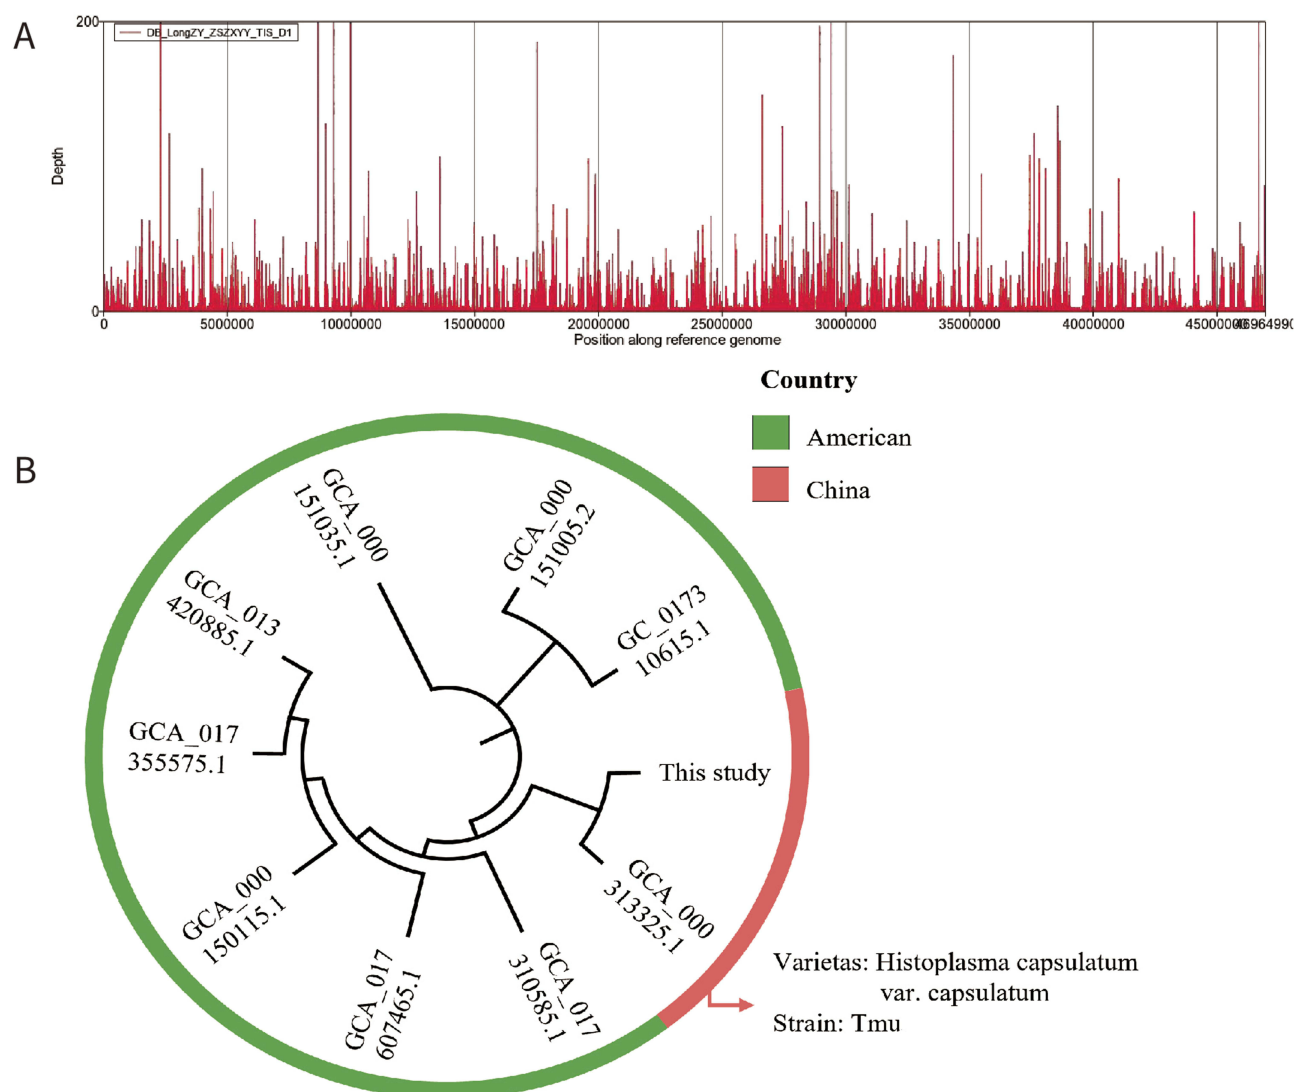 A
200
DB_LongZY_ZSZXYY_TIS_D1
Depth
0
0 5000000 10000000 15000000 20000000 25000000 30000000 35000000 40000000 45000000 46964990
Position along reference genome
Country
American
China
B
GCA_000
151035.1
GCA_000
151005.2
GC_0173
10615.1
GCA_013
420885.1
GCA_017
355575.1
This study
GCA_000
313325.1
GCA_000
150115.1
GCA_017
607465.1
GCA_017
310585.1
Varietas: Histoplasma capsulatum
var. capsulatum
Strain: Tmu